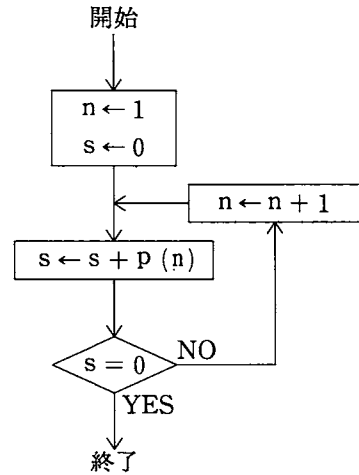 開始
n ← 1
s ← 0
n ← n + 1
s ← s + p (n)
s = 0
NO
YES
終了